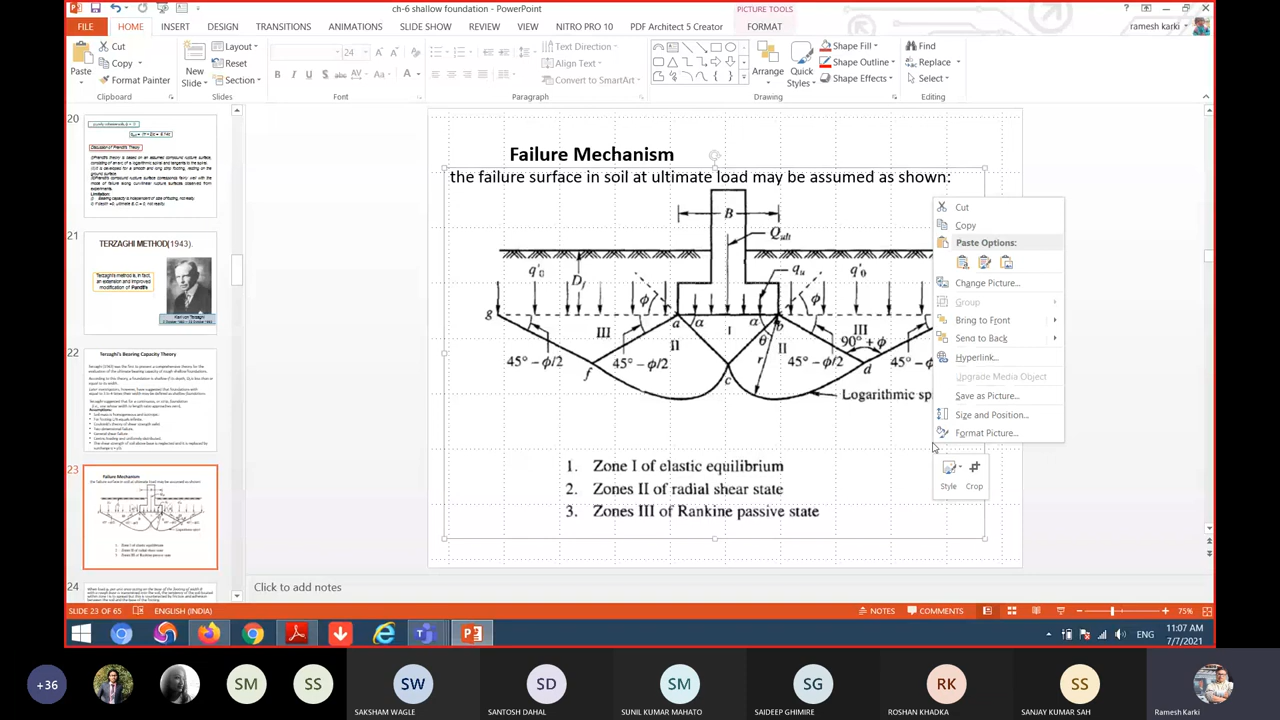 ch-6 shallow foundation - PowerPoint
PICTURE TOOLS
FILE HOME INSERT DESIGN TRANSITIONS ANIMATIONS SLIDE SHOW REVIEW VIEW NITRO PRO 10 PDF Architect 5 Creator FORMAT
ramesh karki
Cut
Copy
Format Painter
Paste
Clipboard
New
Slide
Layout
Reset
Section
Slides
24
Font
Text Direction
Align Text
Convert to SmartArt
Paragraph
Arrange
Quick
Styles
Shape Fill
Shape Outline
Shape Effects
Drawing
Find
Replace
Select
Editing
20
21
TERZAGHI METHOD(1943).
22
Terzaghi's Bearing Capacity Theory
23
Failure Mechanism
24
Failure Mechanism
the failure surface in soil at ultimate load may be assumed as shown:
B
Qult
q'0 Df qu q'0
ϕ ϕ
g a α α b
III I III
II θ II 90° + ϕ
45° − ϕ/2 45° − ϕ/2 r 45° − ϕ/2 45° − ϕ
f c d
Logarithmic sp
1. Zone I of elastic equilibrium
2. Zones II of radial shear state
3. Zones III of Rankine passive state
Cut
Copy
Paste Options:
Change Picture...
Group
Bring to Front
Send to Back
Hyperlink...
Upgrade Media Object
Save as Picture...
Size and Position...
Format Picture...
Style Crop
Click to add notes
SLIDE 23 OF 65 ENGLISH (INDIA) NOTES COMMENTS 75%
ENG 11:07 AM
7/7/2021
+36 SM SS SW SD SM SG RK SS
SAKSHAM WAGLE SANTOSH DAHAL SUNIL KUMAR MAHATO SAIDEEP GHIMIRE ROSHAN KHADKA SANJAY KUMAR SAH Ramesh Karki